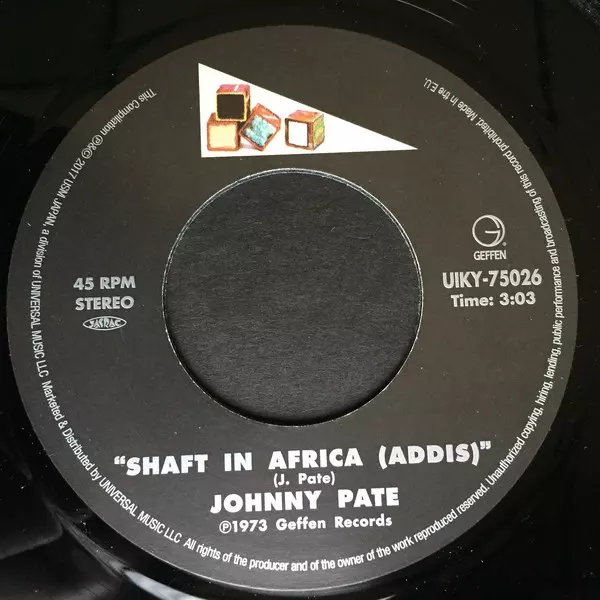 This Compilation ℗&© 2017 USM JAPAN, a division of UNIVERSAL MUSIC LLC Marketed & Distributed by UNIVERSAL MUSIC LLC All rights of the producer and of the owner of the work reproduced reserved. Unauthorized copying, hiring, lending, public performance and broadcasting of this record prohibited. Made in the E.U.
G
GEFFEN
45 RPM
STEREO
JASRAC
UIKY-75026
Time: 3:03
"SHAFT IN AFRICA (ADDIS)"
(J. Pate)
JOHNNY PATE
℗1973 Geffen Records